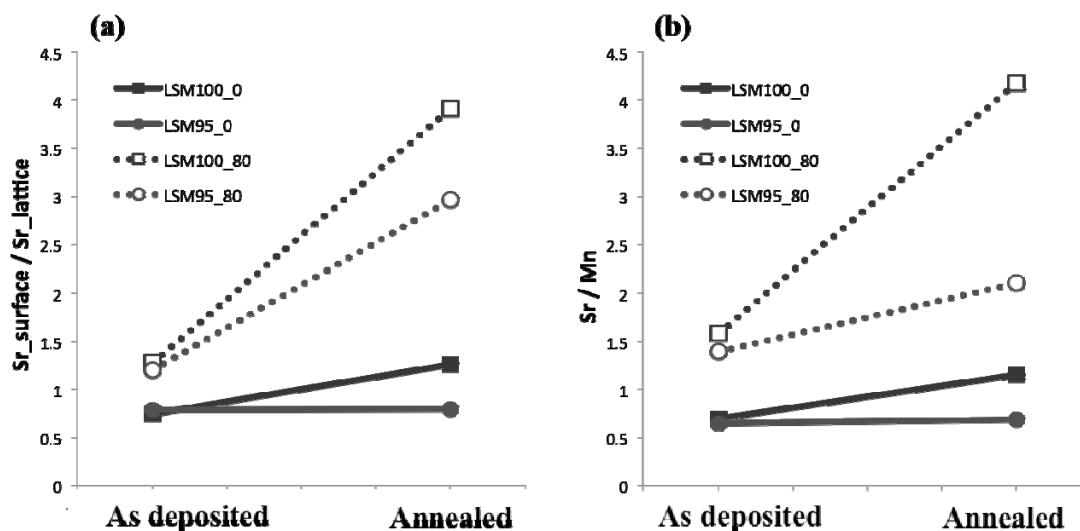 (a)
Sr_surface / Sr_lattice
4.5
4
3.5
3
2.5
2
1.5
1
0.5
0
LSM100_0
LSM95_0
LSM100_80
LSM95_80
As deposited
Annealed
(b)
Sr / Mn
4.5
4
3.5
3
2.5
2
1.5
1
0.5
0
LSM100_0
LSM95_0
LSM100_80
LSM95_80
As deposited
Annealed